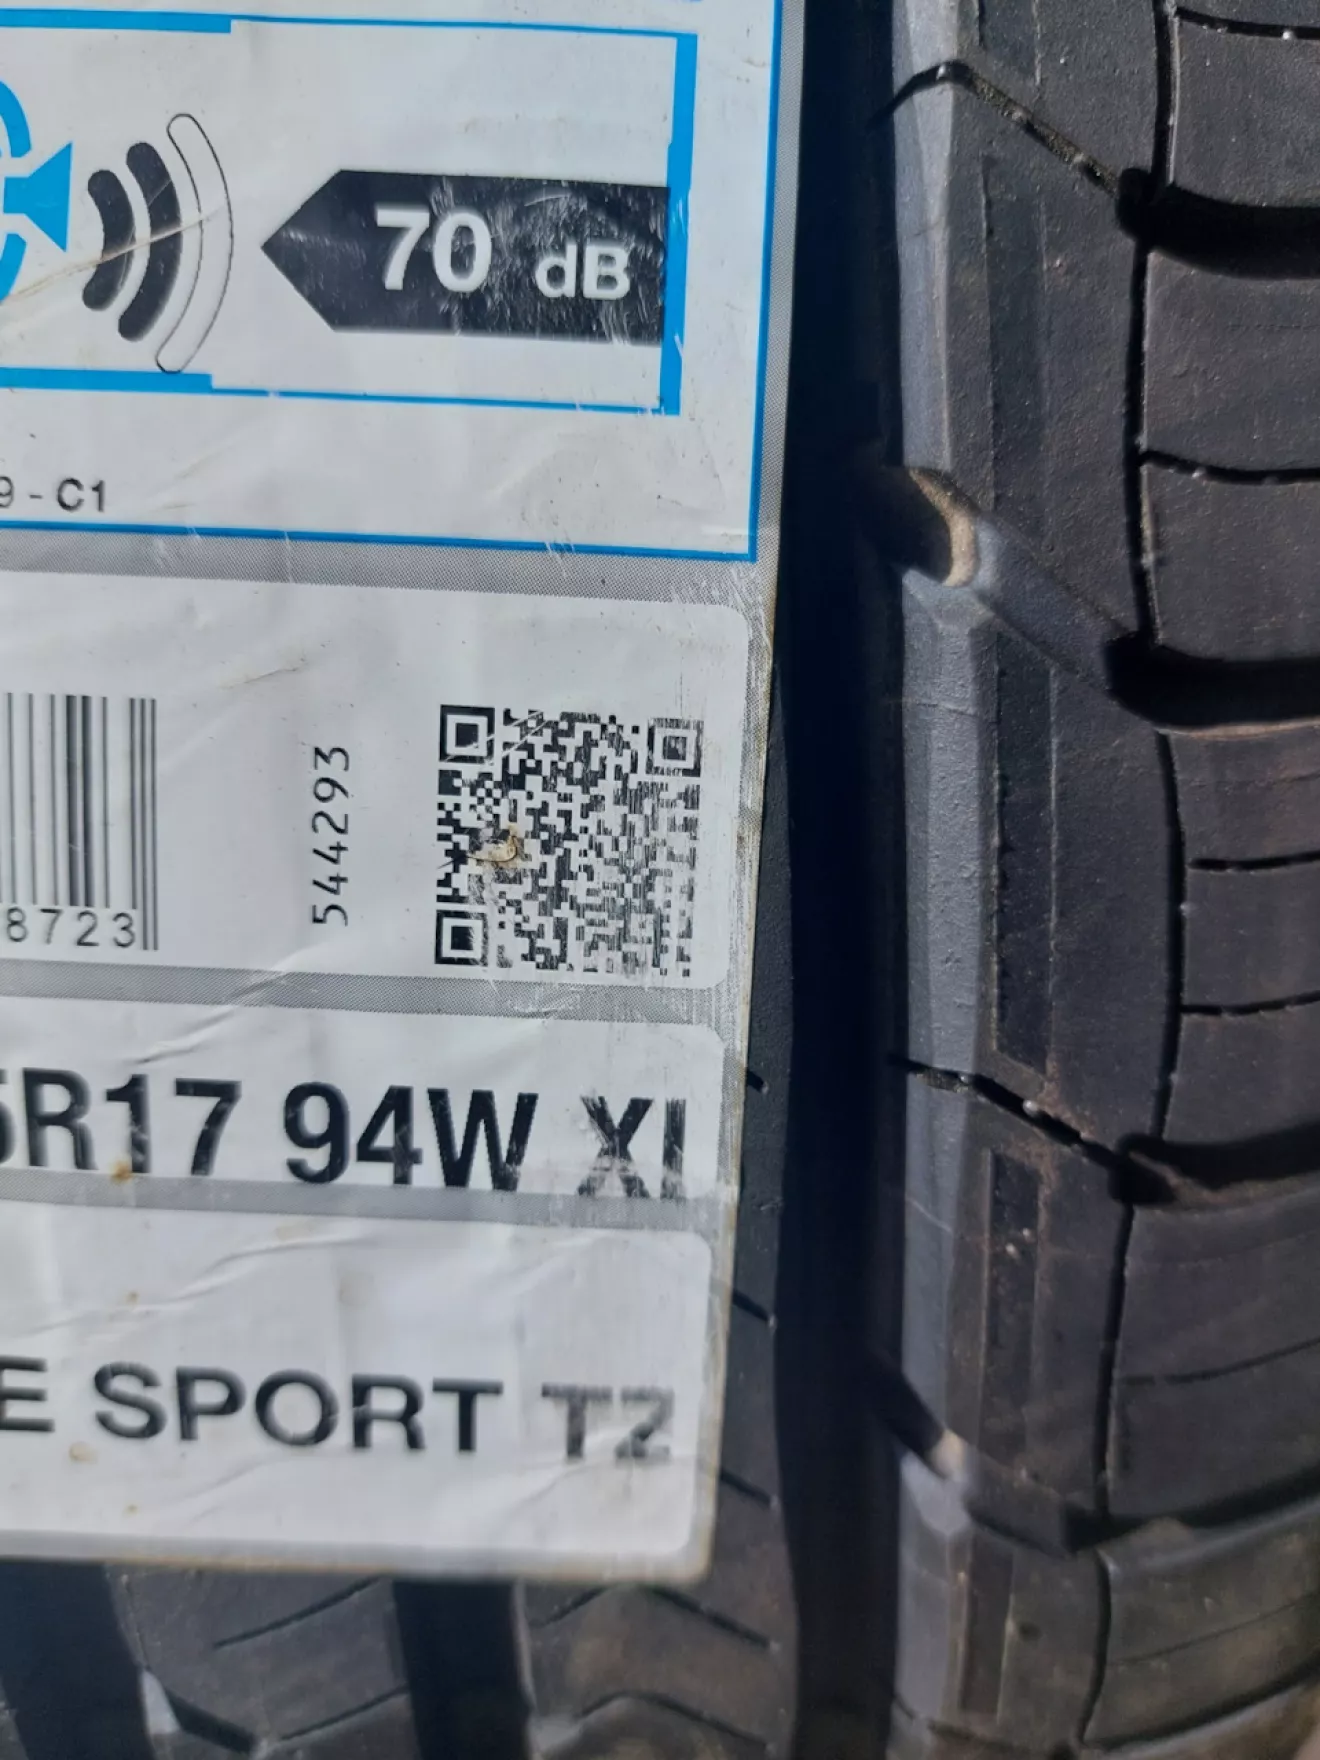 70 dB
9 - C1
8723
544293
5R17 94W XL
E SPORT TZ